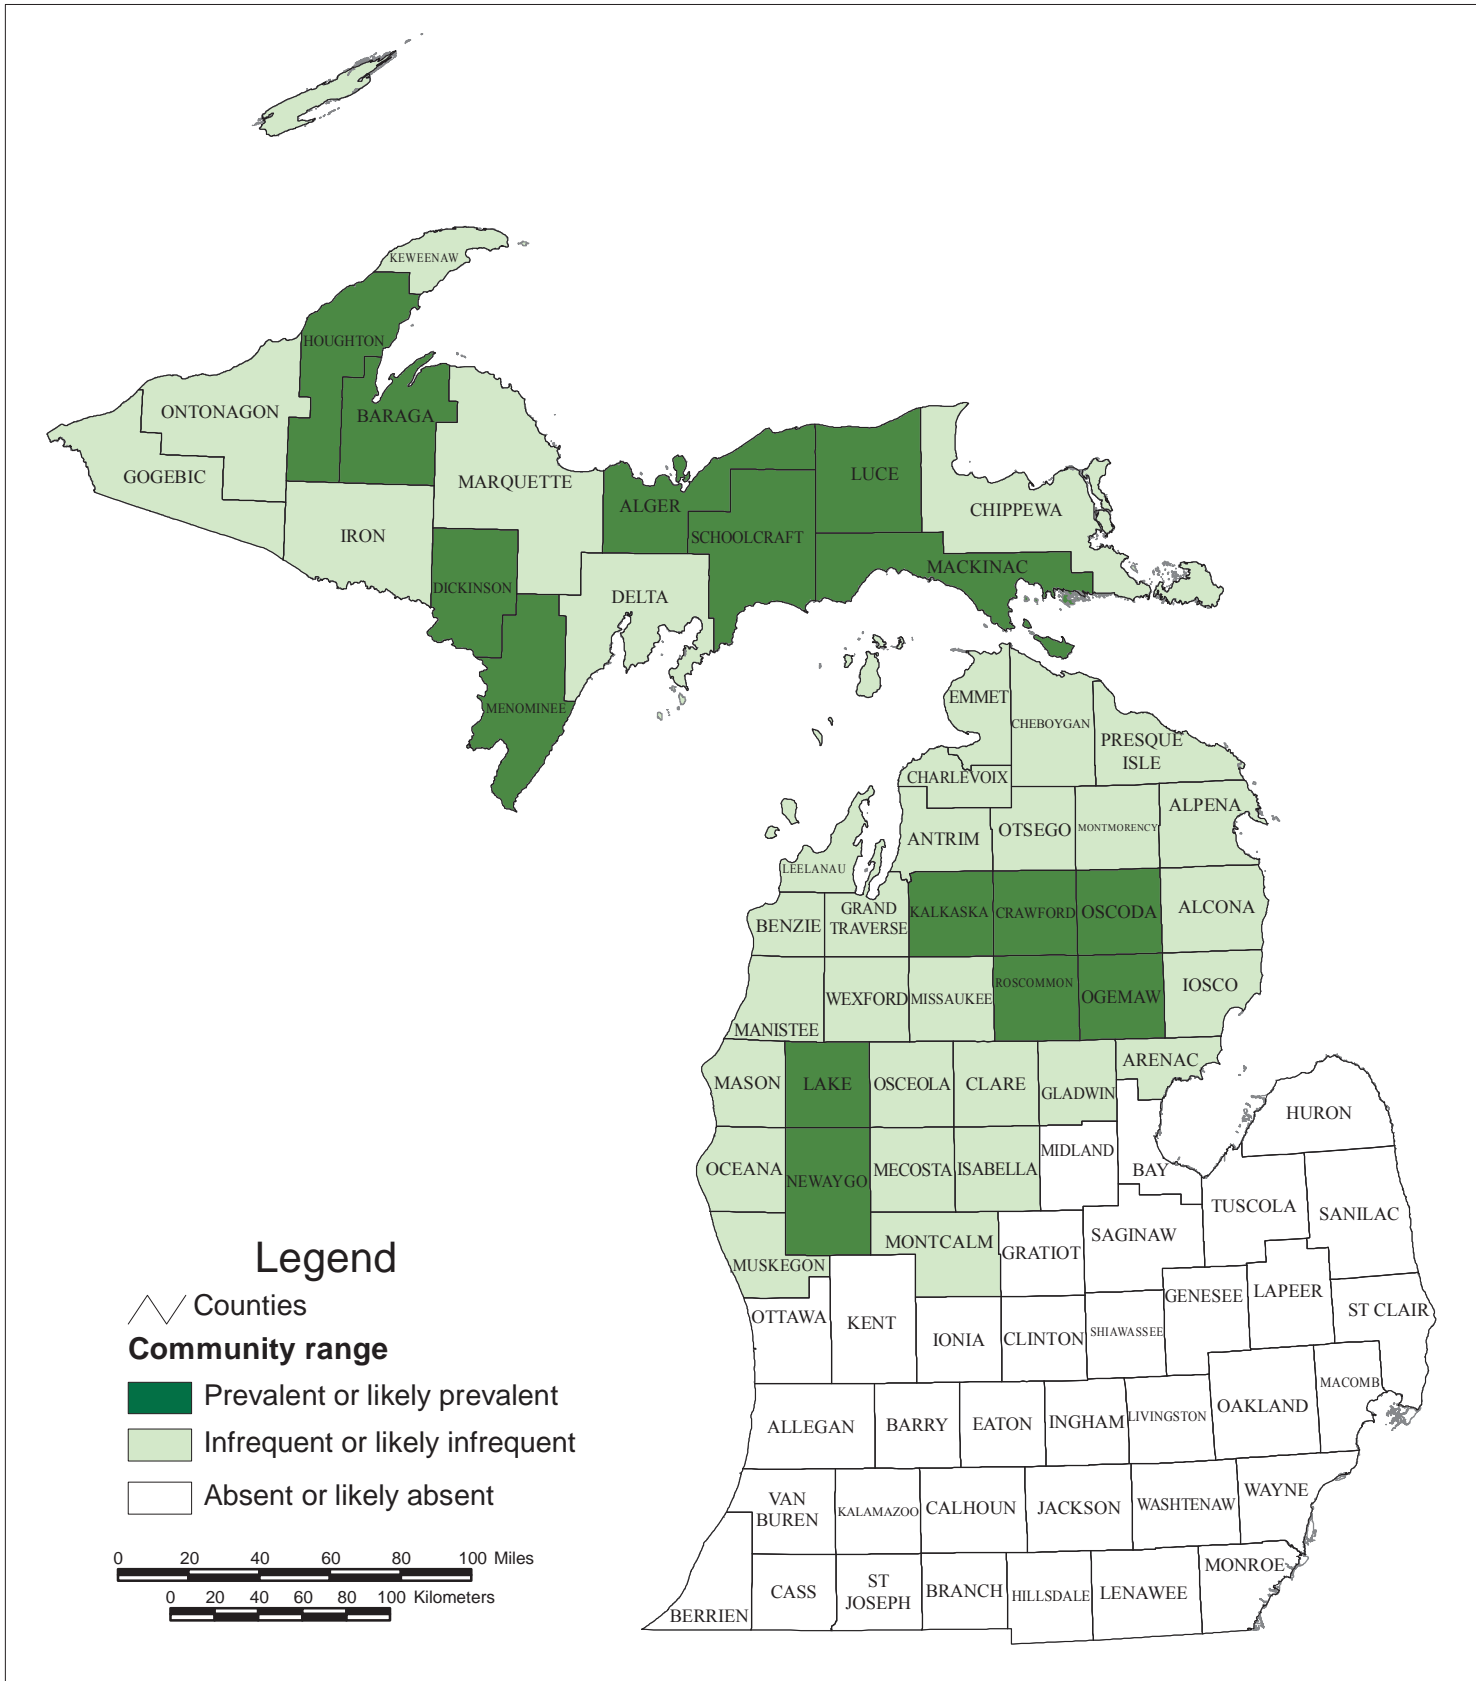 KEWEENAW
HOUGHTON
ONTONAGON
BARAGA
GOGEBIC
MARQUETTE
LUCE
ALGER
CHIPPEWA
IRON
SCHOOLCRAFT
MACKINAC
DICKINSON
DELTA
MENOMINEE
EMMET
CHEBOYGAN
PRESQUE
ISLE
CHARLEVOIX
ALPENA
ANTRIM
OTSEGO
MONTMORENCY
LEELANAU
BENZIE
GRAND
TRAVERSE
KALKASKA
CRAWFORD
OSCODA
ALCONA
MANISTEE
WEXFORD
MISSAUKEE
ROSCOMMON
OGEMAW
IOSCO
MASON
LAKE
OSCEOLA
CLARE
GLADWIN
ARENAC
HURON
OCEANA
NEWAYGO
MECOSTA
ISABELLA
MIDLAND
BAY
TUSCOLA
SANILAC
MUSKEGON
MONTCALM
GRATIOT
SAGINAW
GENESEE
LAPEER
ST CLAIR
OTTAWA
KENT
IONIA
CLINTON
SHIAWASSEE
OAKLAND
MACOMB
ALLEGAN
BARRY
EATON
INGHAM
LIVINGSTON
VAN
BUREN
KALAMAZOO
CALHOUN
JACKSON
WASHTENAW
WAYNE
BERRIEN
CASS
ST
JOSEPH
BRANCH
HILLSDALE
LENAWEE
MONROE
Legend
Counties
Community range
Prevalent or likely prevalent
Infrequent or likely infrequent
Absent or likely absent
0 20 40 60 80 100 Miles
0 20 40 60 80 100 Kilometers